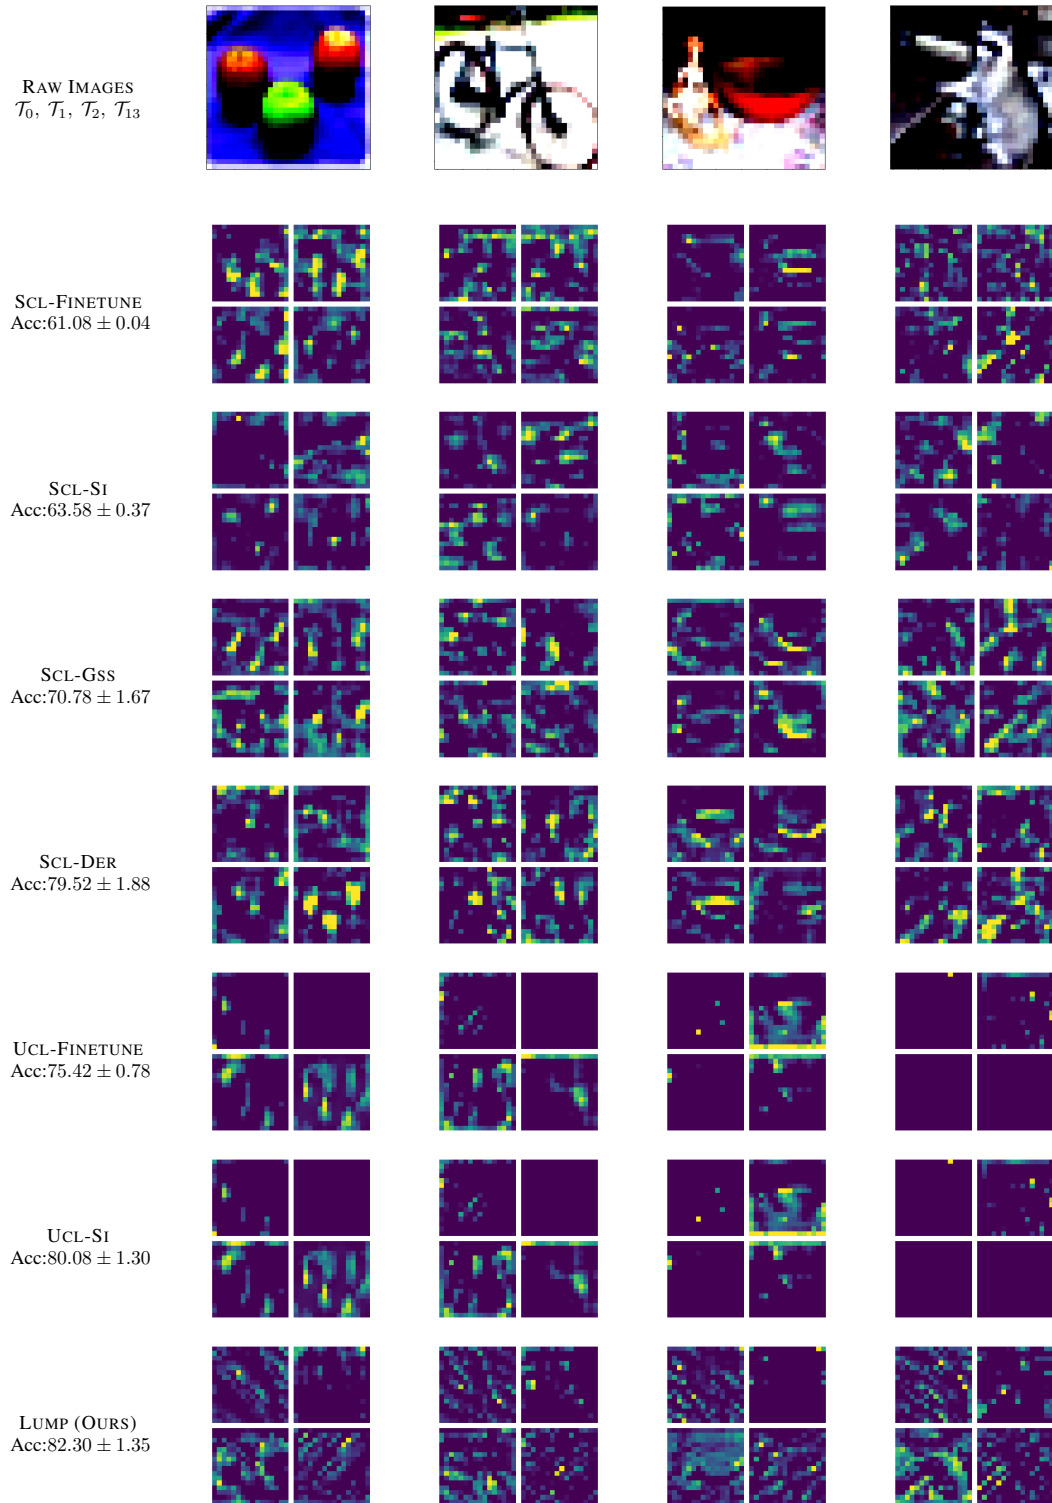 RAW IMAGES
𝒯₀, 𝒯₁, 𝒯₂, 𝒯₁₃
SCL-FINETUNE
Acc:61.08 ± 0.04
SCL-SI
Acc:63.58 ± 0.37
SCL-GSS
Acc:70.78 ± 1.67
SCL-DER
Acc:79.52 ± 1.88
UCL-FINETUNE
Acc:75.42 ± 0.78
UCL-SI
Acc:80.08 ± 1.30
LUMP (OURS)
Acc:82.30 ± 1.35